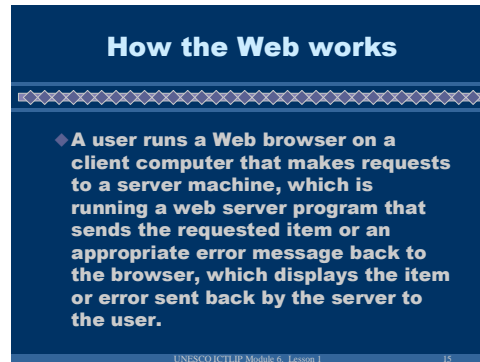 How the Web works
A user runs a Web browser on a
client computer that makes requests
to a server machine, which is
running a web server program that
sends the requested item or an
appropriate error message back to
the browser, which displays the item
or error sent back by the server to
the user.
UNESCO ICTLIP Module 6. Lesson 1 15